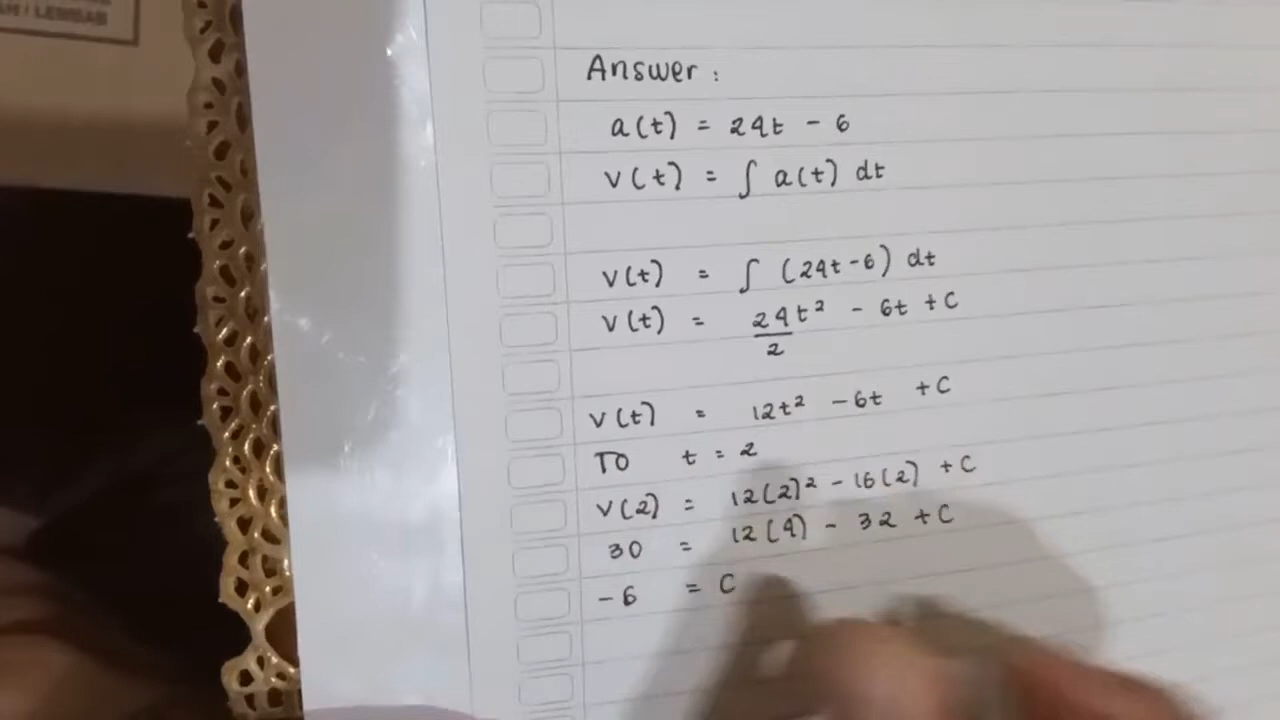 / LEMBAB
Answer :
a(t) = 24t - 6
v(t) = ∫ a(t) dt
v(t) = ∫ (24t-6) dt
v(t) = 24t²/2 - 6t + C
v(t) = 12t² - 6t + C
TO t = 2
v(2) = 12(2)² - 16(2) + C
30 = 12(4) - 32 + C
-6 = C